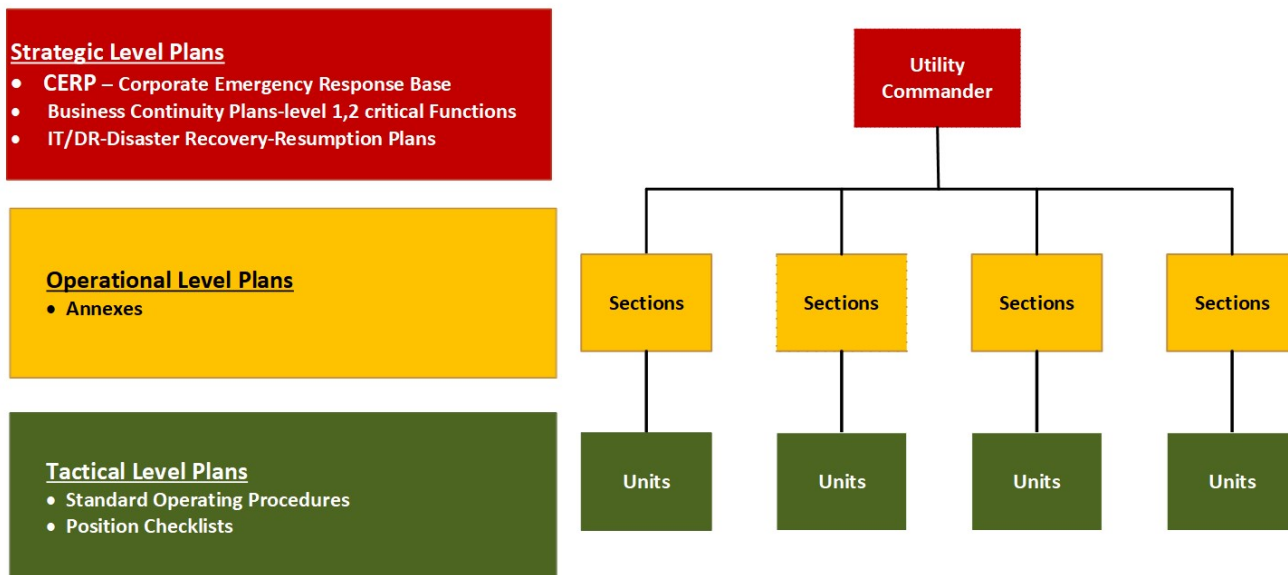 Strategic Level Plans
• CERP – Corporate Emergency Response Base
• Business Continuity Plans-level 1,2 critical Functions
• IT/DR-Disaster Recovery-Resumption Plans
Utility
Commander
Operational Level Plans
• Annexes
Sections
Sections
Sections
Sections
Tactical Level Plans
• Standard Operating Procedures
• Position Checklists
Units
Units
Units
Units